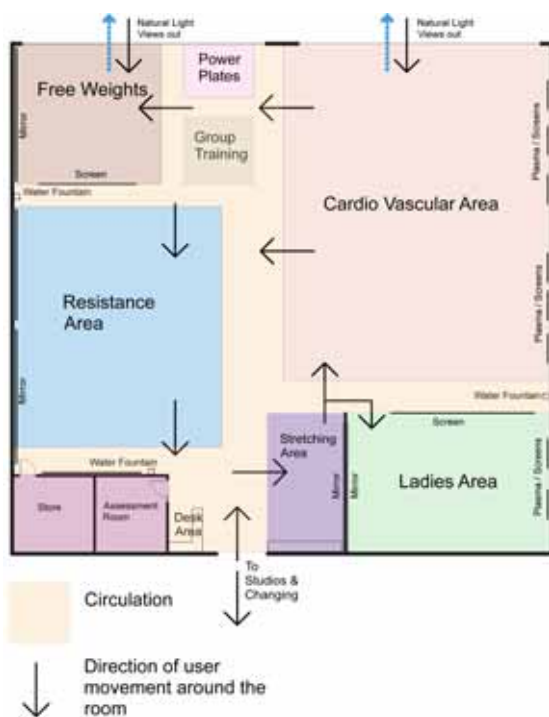 Natural Light
Views out
Natural Light
Views out
Power
Plates
Free Weights
Mirror
Group
Training
Screen
Water Fountain
Plasma / Screens
Cardio Vascular Area
Resistance
Area
Plasma / Screens
Mirror
Water Fountain
Screen
Stretching
Area
Water Fountain
Mirror
Mirror
Ladies Area
Plasma / Screens
Store
Assessment
Room
Desk
Area
To
Studios &
Changing
Circulation
Direction of user
movement around the
room